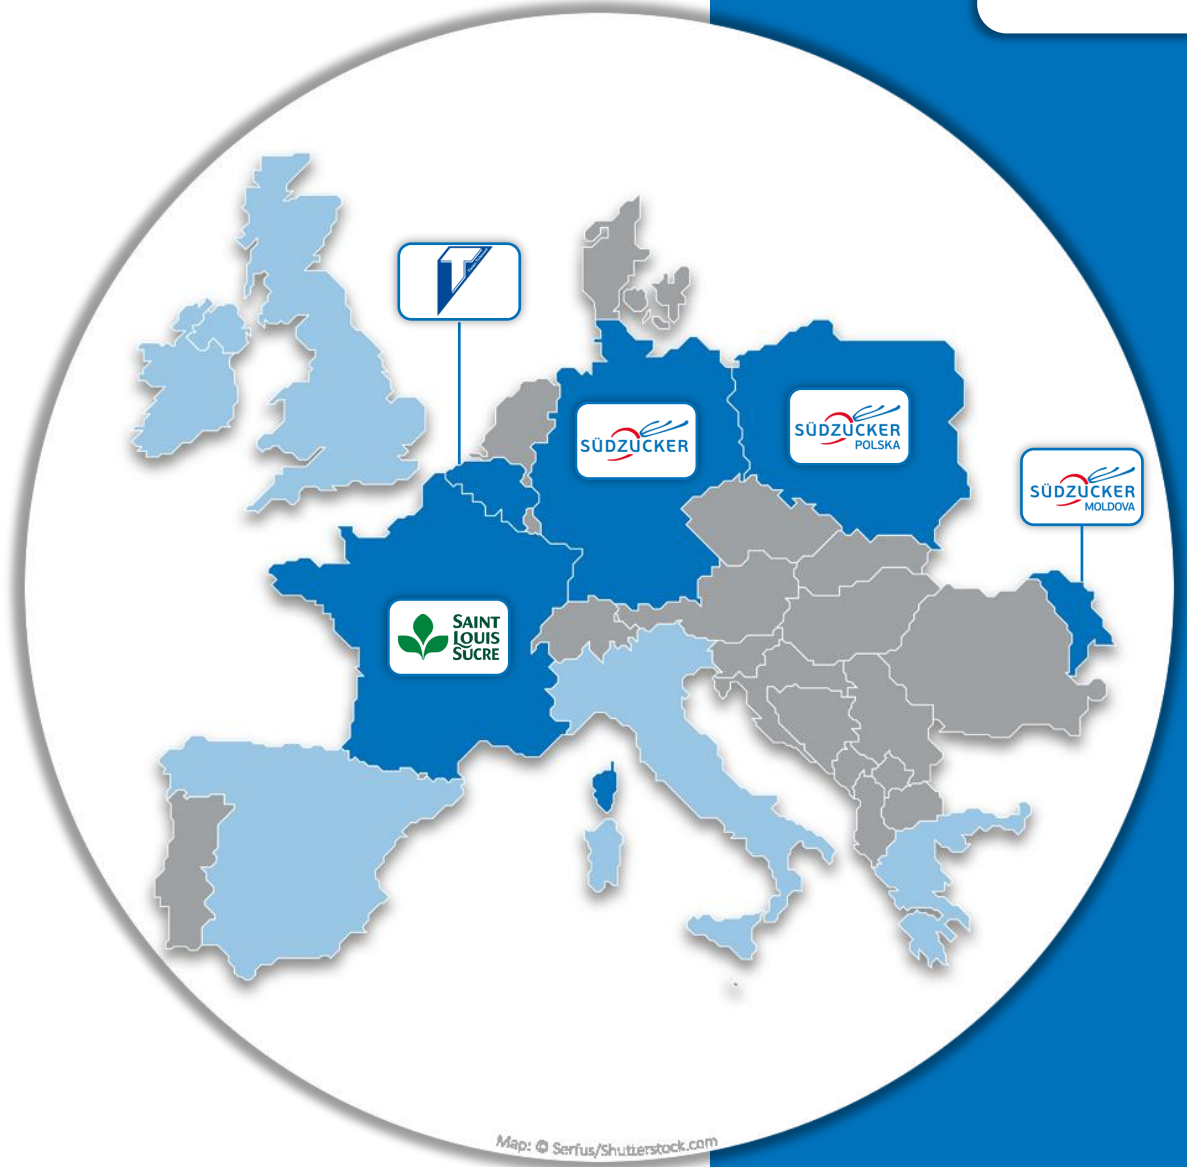 T
SÜDZUCKER
SÜDZUCKER
POLSKA
SÜDZUCKER
MOLDOVA
SAINT
LOUIS
SUCRE
Map: © Serfus/Shutterstock.com